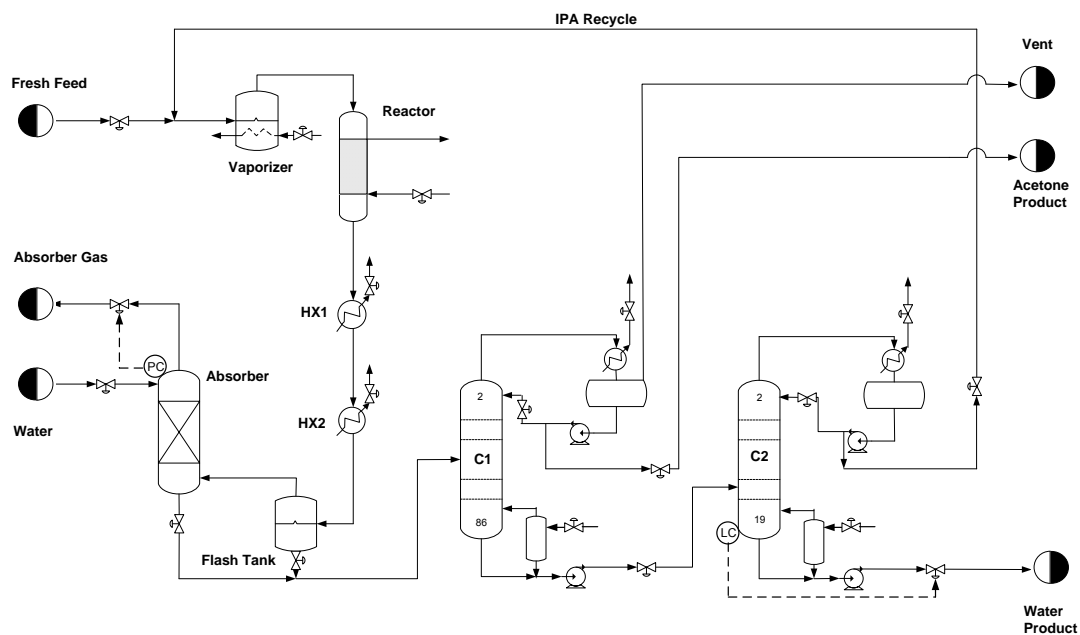 IPA Recycle
Vent
Fresh Feed
Reactor
Vaporizer
Acetone
Product
Absorber Gas
HX1
PC
Absorber
2
2
Water
HX2
C1
C2
86
19
LC
Flash Tank
Water
Product